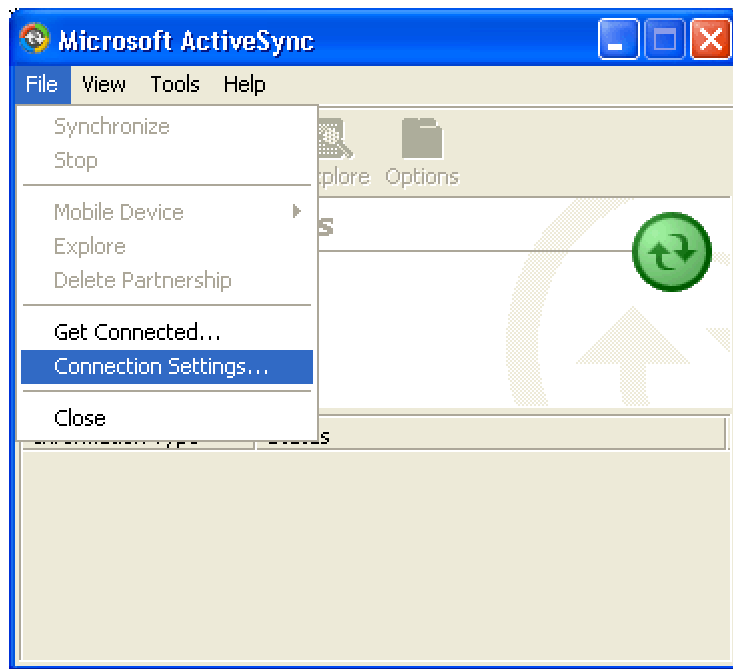 Microsoft ActiveSync
File View Tools Help
Synchronize
Stop
Options
Mobile Device
Explore
Delete Partnership
Get Connected...
Connection Settings...
Close